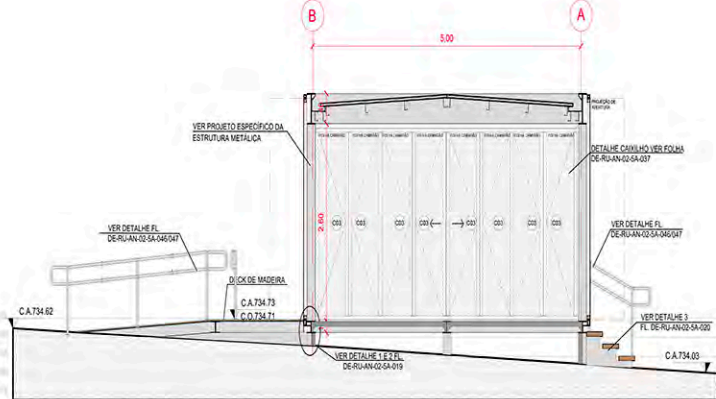 B
A
5.00
PROJEÇÃO DE
VER PROJETO ESPECÍFICO DA
ESTRUTURA METÁLICA
DETALHE CAIXILHO VER FOLHA
DE-RU-AN-02-5A-037
2.60
C03
C03
C03
C03
C03
C03
C03
C03
VER DETALHE FL.
DE-RU-AN-02-5A-046/047
VER DETALHE FL.
DE-RU-AN-02-5A-046/047
DECK DE MADEIRA
C.A.734.62
C.A.734.73
C.O.734.71
VER DETALHE 3
FL. DE-RU-AN-02-5A-020
VER DETALHE 1 E 2 FL.
DE-RU-AN-02-5A-019
C.A.734.03